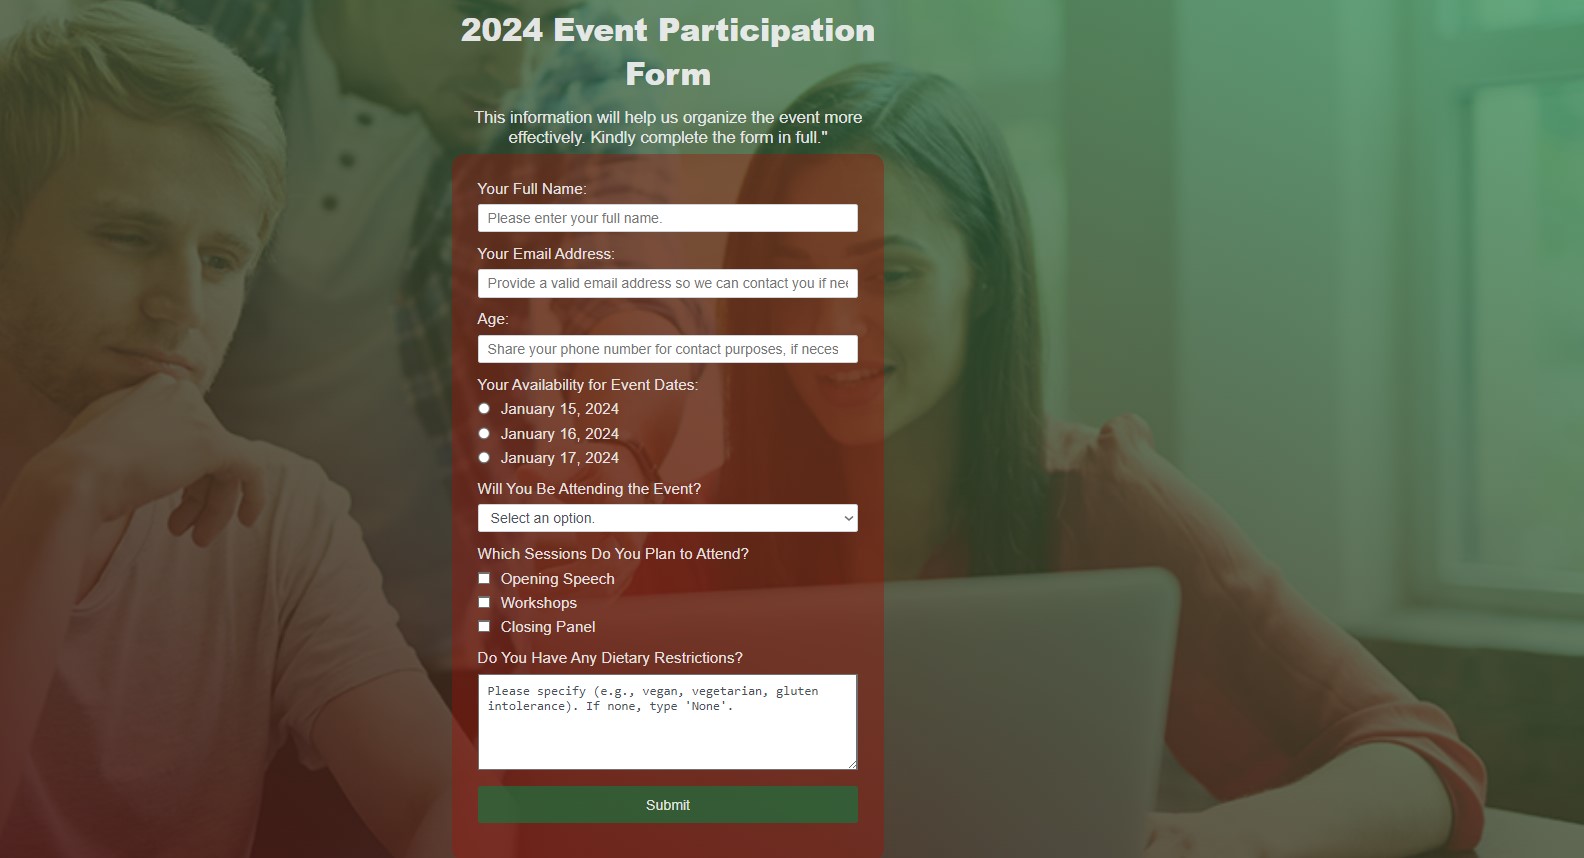 2024 Event Participation
Form
This information will help us organize the event more
effectively. Kindly complete the form in full."
Your Full Name:
Please enter your full name.
Your Email Address:
Provide a valid email address so we can contact you if nee
Age:
Share your phone number for contact purposes, if neces
Your Availability for Event Dates:
January 15, 2024
January 16, 2024
January 17, 2024
Will You Be Attending the Event?
Select an option.
Which Sessions Do You Plan to Attend?
Opening Speech
Workshops
Closing Panel
Do You Have Any Dietary Restrictions?
Please specify (e.g., vegan, vegetarian, gluten
intolerance). If none, type 'None'.
Submit